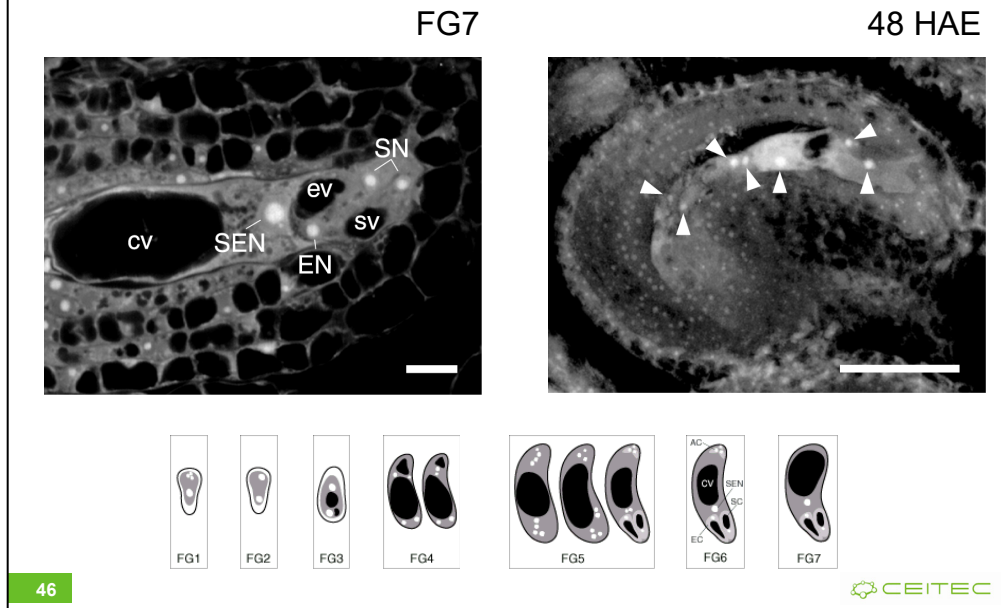 FG7
48 HAE
SN
ev
sv
cv
SEN
EN
AC
CV
SEN
SC
EC
FG1
FG2
FG3
FG4
FG5
FG6
FG7
46
CEITEC